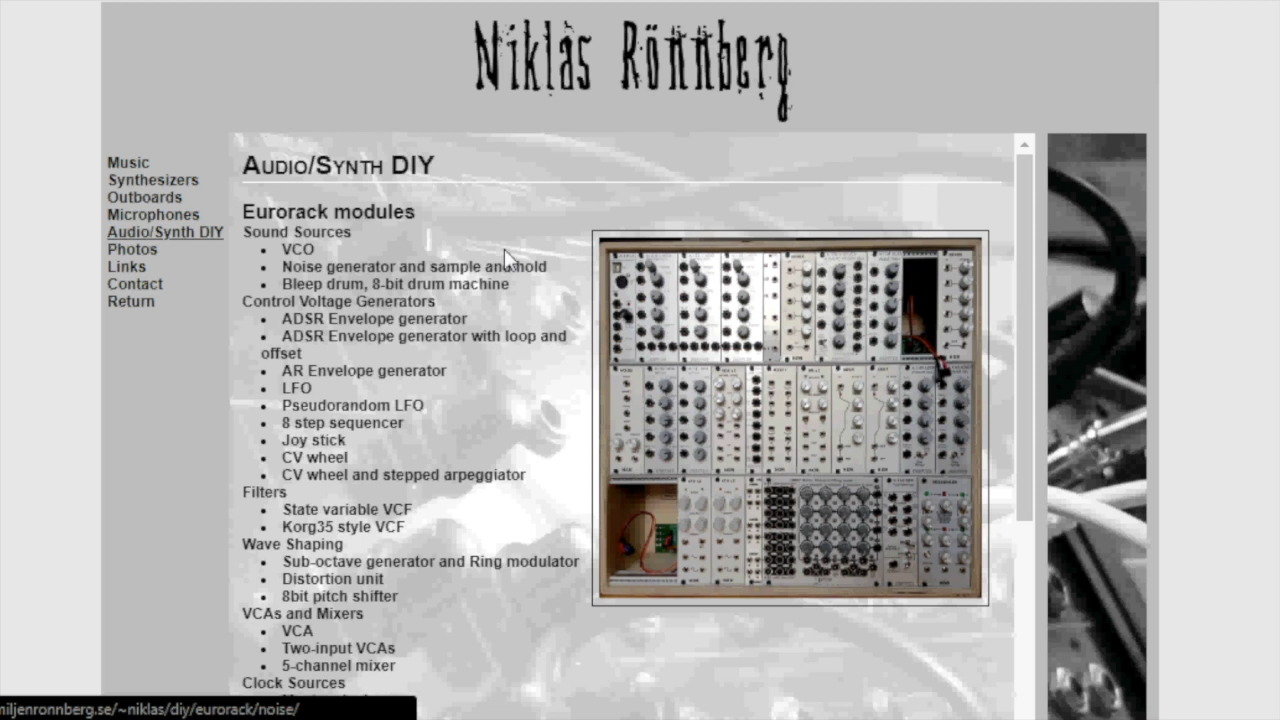 Niklas Rönnberg
Music
Synthesizers
Outboards
Microphones
Audio/Synth DIY
Photos
Links
Contact
Return
Audio/Synth DIY
Eurorack modules
Sound Sources
VCO
Noise generator and sample and hold
Bleep drum, 8-bit drum machine
Control Voltage Generators
ADSR Envelope generator
ADSR Envelope generator with loop and
offset
AR Envelope generator
LFO
Pseudorandom LFO
8 step sequencer
Joy stick
CV wheel
CV wheel and stepped arpeggiator
Filters
State variable VCF
Korg35 style VCF
Wave Shaping
Sub-octave generator and Ring modulator
Distortion unit
8bit pitch shifter
VCAs and Mixers
VCA
Two-input VCAs
5-channel mixer
Clock Sources
miljenronnberg.se/~niklas/diy/eurorack/noise/